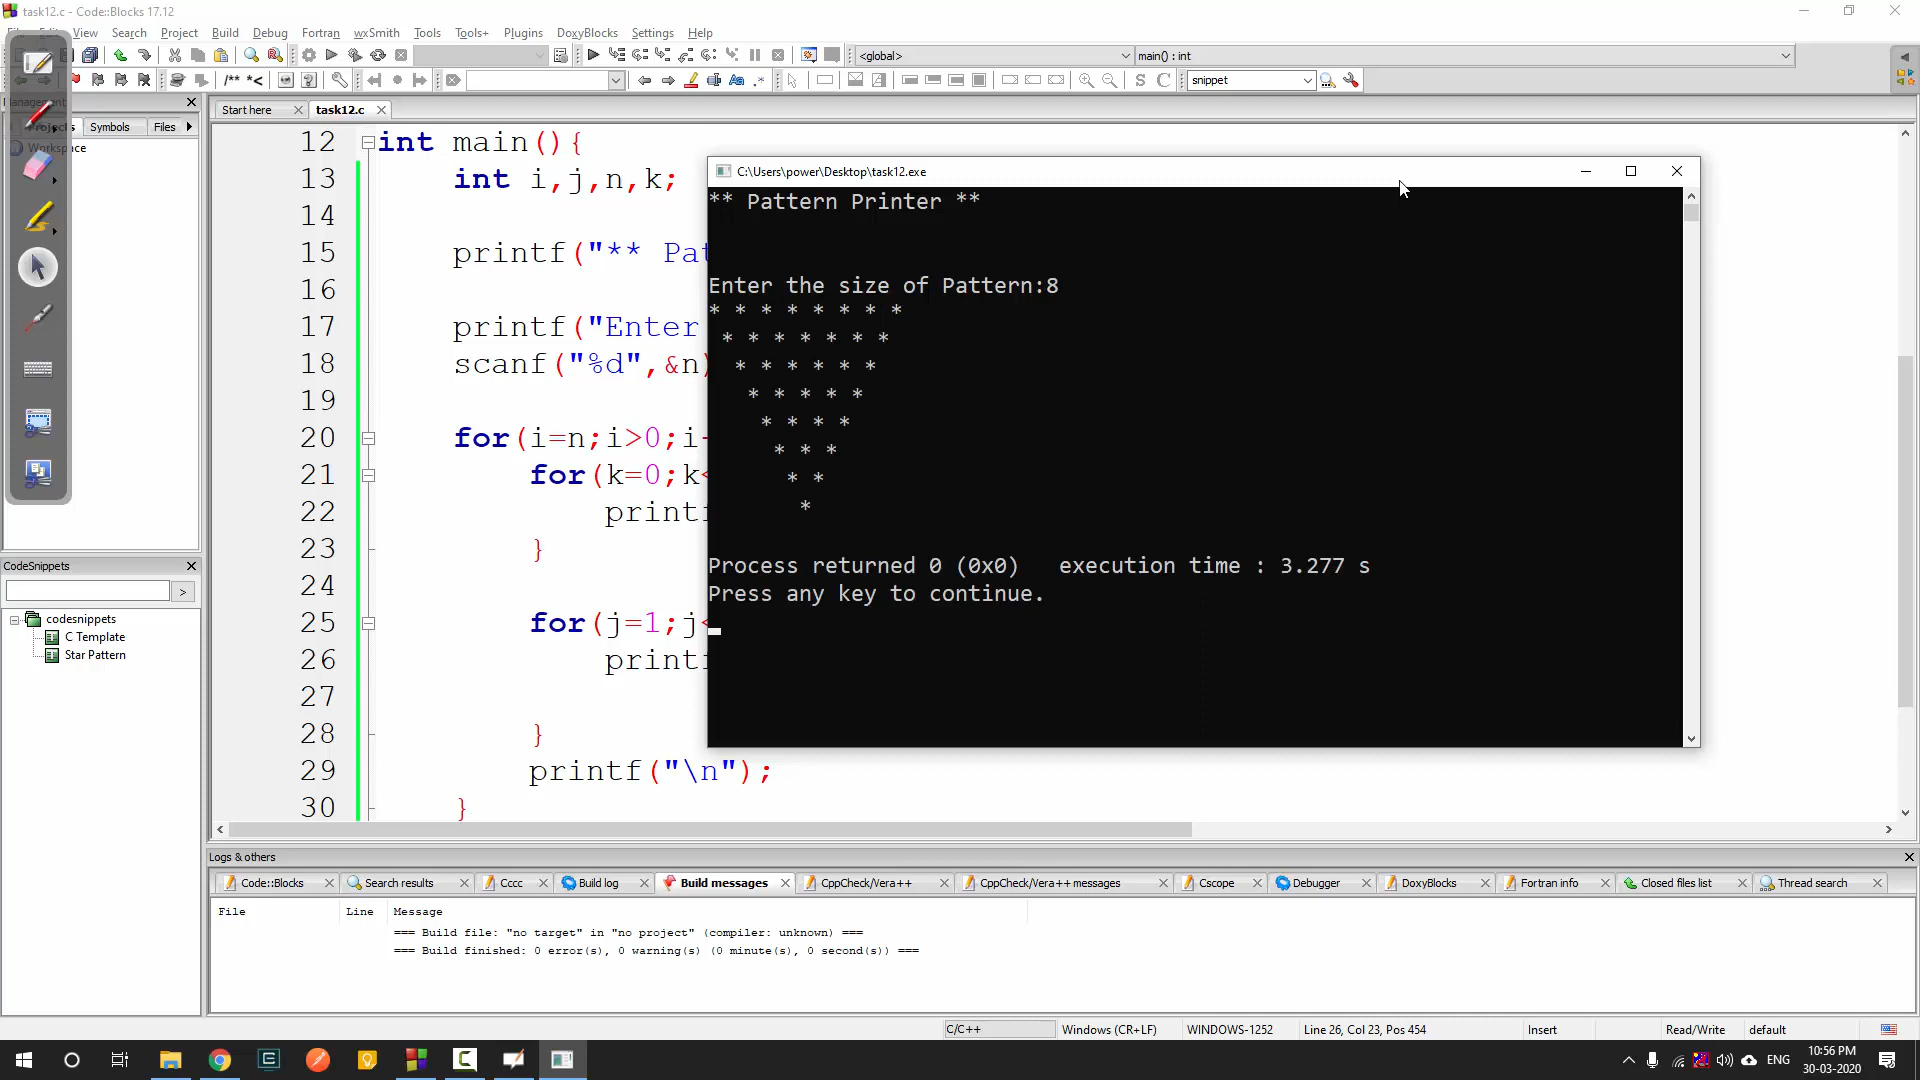 task12.c - Code::Blocks 17.12
View Search Project Build Debug Fortran wxSmith Tools Tools+ Plugins DoxyBlocks Settings Help
<global> main() : int
/** *< Aa .* S C snippet
Start here task12.c
Projects Symbols Files
Workspace
12 int main(){
13 int i,j,n,k;
14
15 printf("** Pat
16
17 printf("Enter
18 scanf("%d",&n)
19
20 for(i=n;i>0;i-
21 for(k=0;k<
22 printf
23 }
24
25 for(j=1;j<
26 printf
27
28 }
29 printf("\n");
30 }
C:\Users\power\Desktop\task12.exe
** Pattern Printer **
Enter the size of Pattern:8
* * * * * * * *
* * * * * * *
* * * * * *
* * * * *
* * * *
* * *
* *
*
Process returned 0 (0x0) execution time : 3.277 s
Press any key to continue.
CodeSnippets
>
codesnippets
C Template
Star Pattern
Logs & others
Code::Blocks Search results Cccc Build log Build messages CppCheck/Vera++ CppCheck/Vera++ messages Cscope Debugger DoxyBlocks Fortran info Closed files list Thread search
File Line Message
=== Build file: "no target" in "no project" (compiler: unknown) ===
=== Build finished: 0 error(s), 0 warning(s) (0 minute(s), 0 second(s)) ===
C/C++ Windows (CR+LF) WINDOWS-1252 Line 26, Col 23, Pos 454 Insert Read/Write default
ENG 10:56 PM
30-03-2020